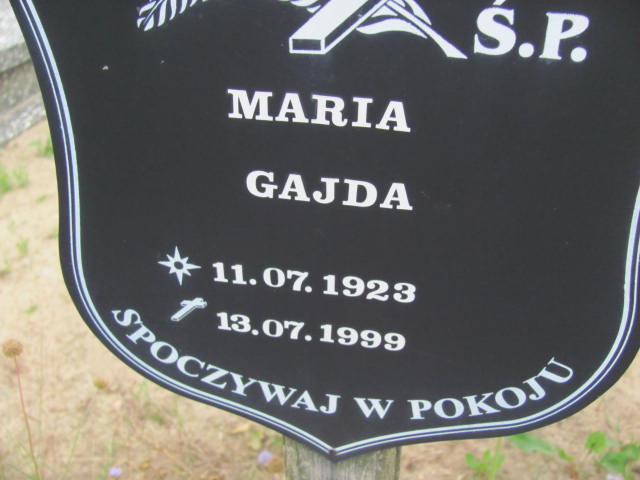 Ś.P.
MARIA
GAJDA
11.07.1923
13.07.1999
SPOCZYWAJ W POKOJU